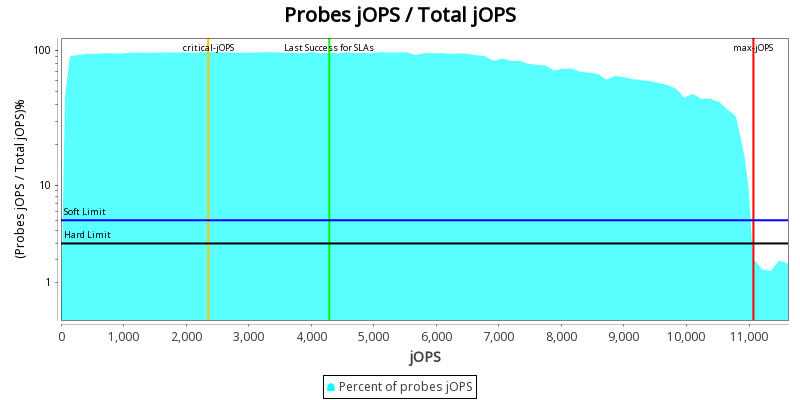 Probes jOPS / Total jOPS
(Probes jOPS / Total jOPS)%
100
10
1
critical-jOPS
Last Success for SLAs
max-jOPS
Soft Limit
Hard Limit
0 1,000 2,000 3,000 4,000 5,000 6,000 7,000 8,000 9,000 10,000 11,000
jOPS
Percent of probes jOPS